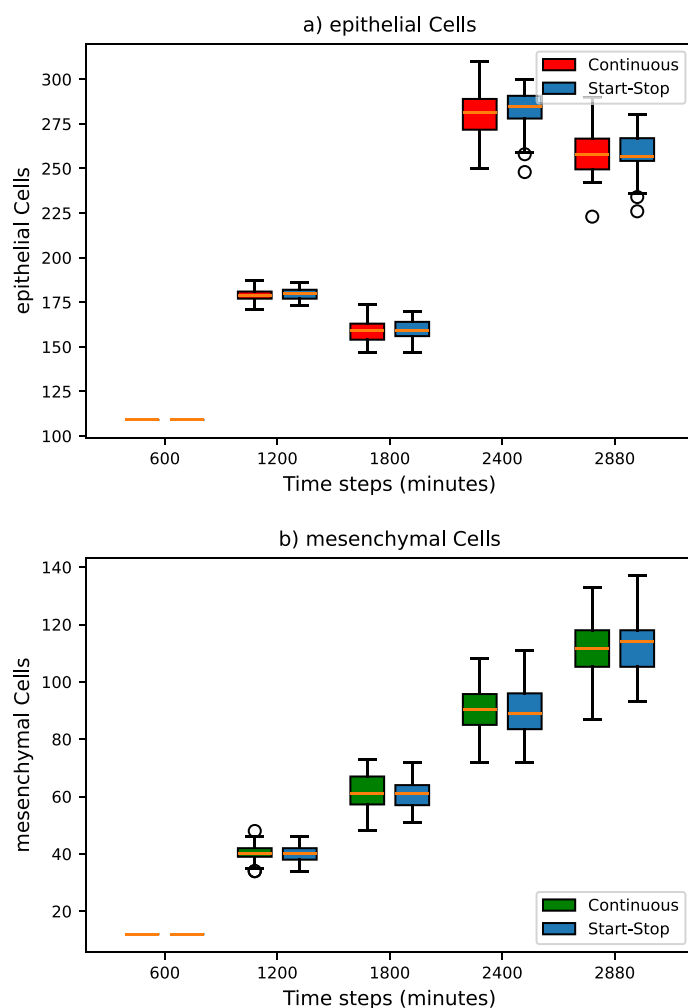 a) epithelial Cells
Continuous
Start-Stop
300
275
250
225
200
175
150
125
100
epithelial Cells
600 1200 1800 2400 2880
Time steps (minutes)
b) mesenchymal Cells
140
120
100
80
60
40
20
mesenchymal Cells
Continuous
Start-Stop
600 1200 1800 2400 2880
Time steps (minutes)